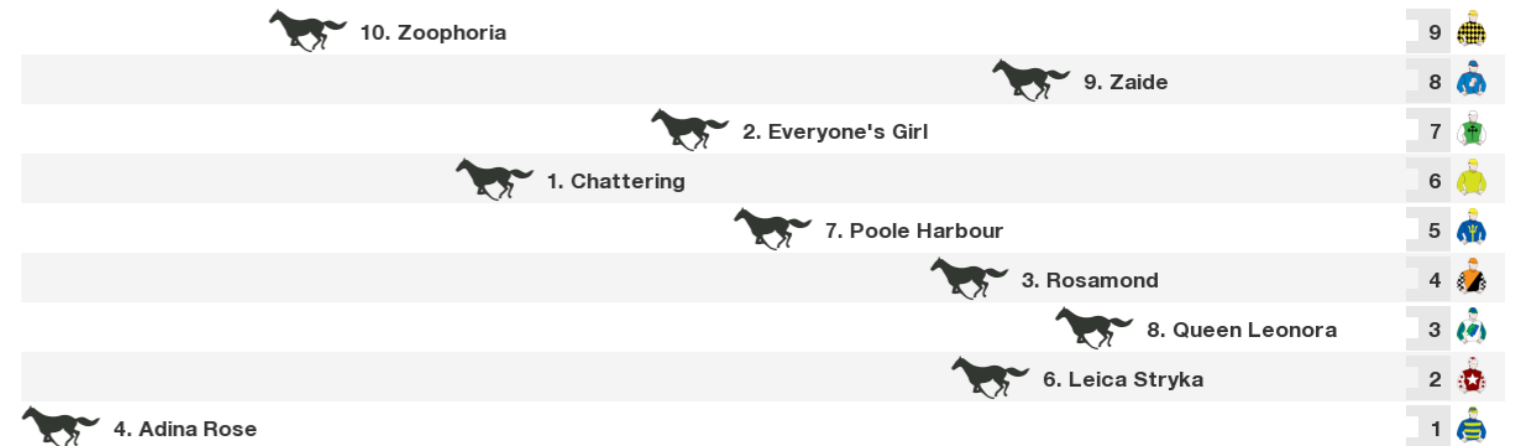 10. Zoophoria 9
9. Zaide 8
2. Everyone's Girl 7
1. Chattering 6
7. Poole Harbour 5
3. Rosamond 4
8. Queen Leonora 3
6. Leica Stryka 2
4. Adina Rose 1